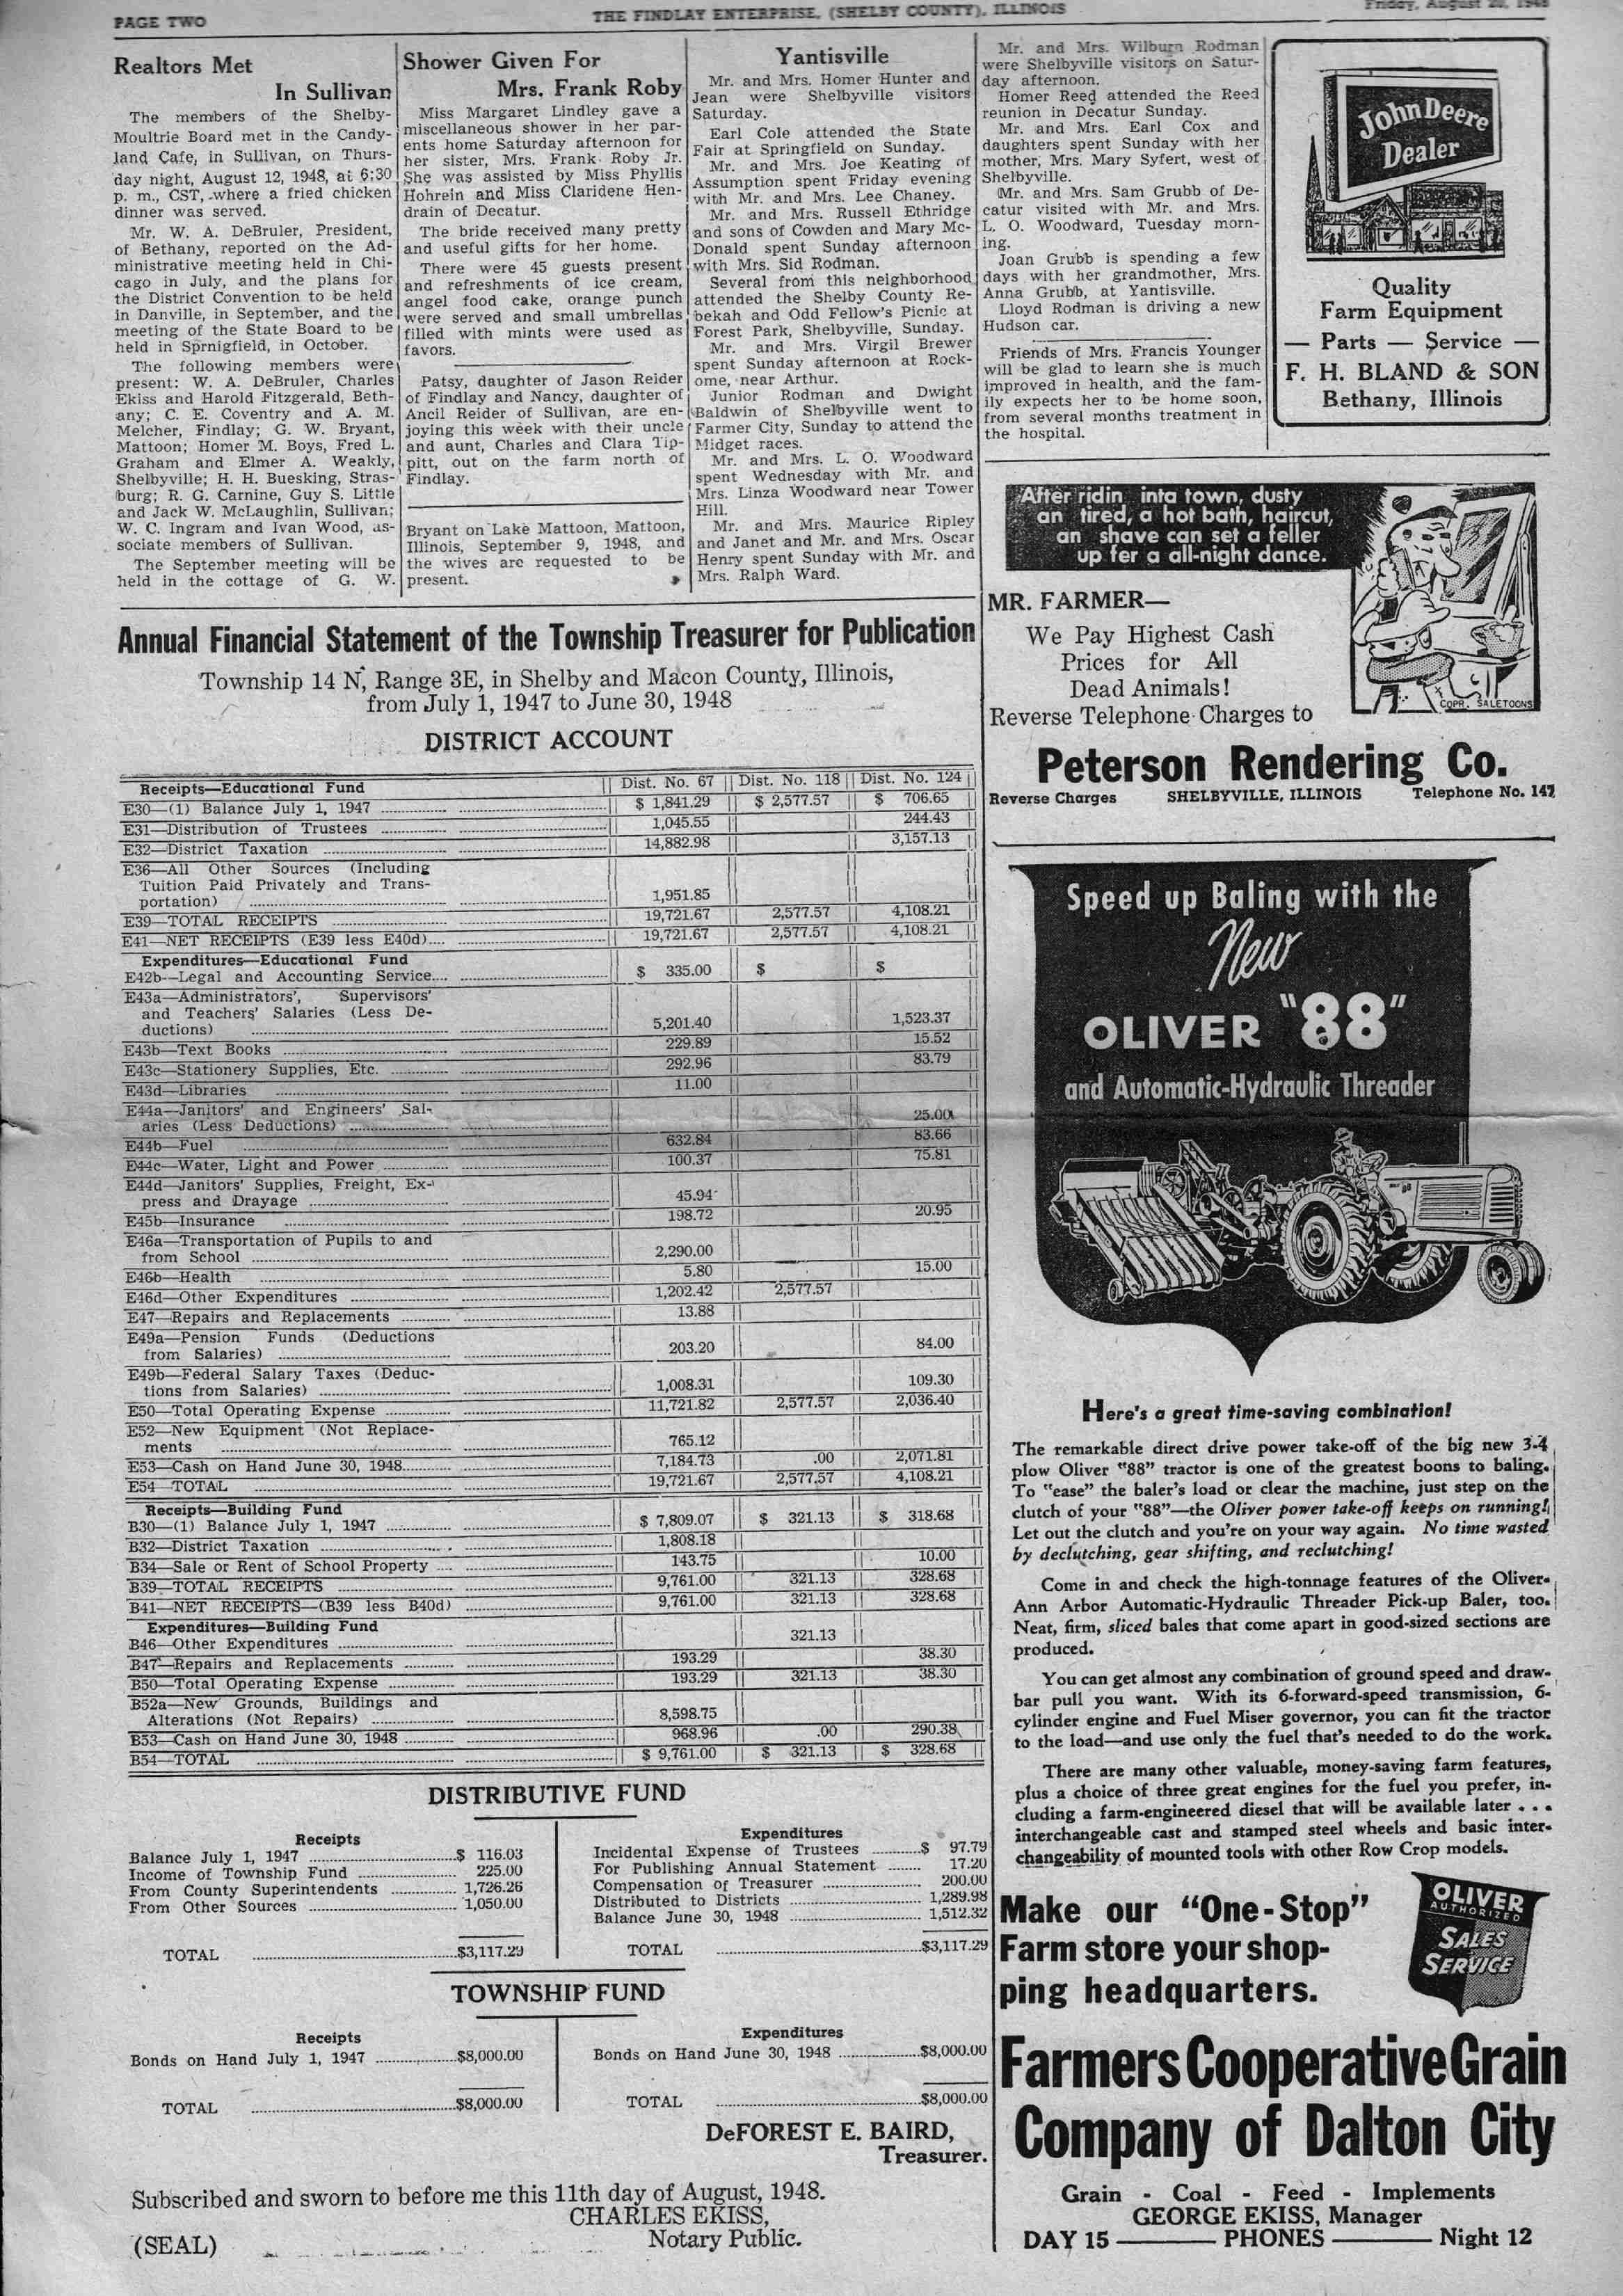 PAGE TWO
THE FINDLAY ENTERPRISE, (SHELBY COUNTY), ILLINOIS
Friday, August 20, 1948
Realtors Met
In Sullivan
The members of the Shelby-
Moultrie Board met in the Candy-
land Cafe, in Sullivan, on Thurs-
day night, August 12, 1948, at 6:30
p. m., CST, where a fried chicken
dinner was served.
Mr. W. A. DeBruler, President,
of Bethany, reported on the Ad-
ministrative meeting held in Chi-
cago in July, and the plans for
the District Convention to be held
in Danville, in September, and the
meeting of the State Board to be
held in Sprnigfield, in October.
The following members were
present: W. A. DeBruler, Charles
Ekiss and Harold Fitzgerald, Beth-
any; C. E. Coventry and A. M.
Melcher, Findlay; G. W. Bryant,
Mattoon; Homer M. Boys, Fred L.
Graham and Elmer A. Weakly,
Shelbyville; H. H. Buesking, Stras-
burg; R. G. Carnine, Guy S. Little
and Jack W. McLaughlin, Sullivan;
W. C. Ingram and Ivan Wood, as-
sociate members of Sullivan.
The September meeting will be
held in the cottage of G. W.
Shower Given For
Mrs. Frank Roby
Miss Margaret Lindley gave a
miscellaneous shower in her par-
ents home Saturday afternoon for
her sister, Mrs. Frank Roby Jr.
She was assisted by Miss Phyllis
Hohrein and Miss Claridene Hen-
drain of Decatur.
The bride received many pretty
and useful gifts for her home.
There were 45 guests present
and refreshments of ice cream,
angel food cake, orange punch
were served and small umbrellas
filled with mints were used as
favors.
Patsy, daughter of Jason Reider
of Findlay and Nancy, daughter of
Ancil Reider of Sullivan, are en-
joying this week with their uncle
and aunt, Charles and Clara Tip-
pitt, out on the farm north of
Findlay.
Bryant on Lake Mattoon, Mattoon,
Illinois, September 9, 1948, and
the wives are requested to be
present.
Yantisville
Mr. and Mrs. Homer Hunter and
Jean were Shelbyville visitors
Saturday.
Earl Cole attended the State
Fair at Springfield on Sunday.
Mr. and Mrs. Joe Keating of
Assumption spent Friday evening
with Mr. and Mrs. Lee Chaney.
Mr. and Mrs. Russell Ethridge
and sons of Cowden and Mary Mc-
Donald spent Sunday afternoon
with Mrs. Sid Rodman.
Several from this neighborhood
attended the Shelby County Re-
bekah and Odd Fellow's Picnic at
Forest Park, Shelbyville, Sunday.
Mr. and Mrs. Virgil Brewer
spent Sunday afternoon at Rock-
ome, near Arthur.
Junior Rodman and Dwight
Baldwin of Shelbyville went to
Farmer City, Sunday to attend the
Midget races.
Mr. and Mrs. L. O. Woodward
spent Wednesday with Mr. and
Mrs. Linza Woodward near Tower
Hill.
Mr. and Mrs. Maurice Ripley
and Janet and Mr. and Mrs. Oscar
Henry spent Sunday with Mr. and
Mrs. Ralph Ward.
Mr. and Mrs. Wilburn Rodman
were Shelbyville visitors on Satur-
day afternoon.
Homer Reed attended the Reed
reunion in Decatur Sunday.
Mr. and Mrs. Earl Cox and
daughters spent Sunday with her
mother, Mrs. Mary Syfert, west of
Shelbyville.
Mr. and Mrs. Sam Grubb of De-
catur visited with Mr. and Mrs.
L. O. Woodward, Tuesday morn-
ing.
Joan Grubb is spending a few
days with her grandmother, Mrs.
Anna Grubb, at Yantisville.
Lloyd Rodman is driving a new
Hudson car.
Friends of Mrs. Francis Younger
will be glad to learn she is much
improved in health, and the fam-
ily expects her to be home soon,
from several months treatment in
the hospital.
John Deere
Dealer
Quality
Farm Equipment
— Parts — Service —
F. H. BLAND & SON
Bethany, Illinois
After ridin inta town, dusty
an tired, a hot bath, haircut,
an shave can set a feller
up fer a all-night dance.
COPR. SALETOONS
MR. FARMER—
We Pay Highest Cash
Prices for All
Dead Animals!
Reverse Telephone Charges to
Peterson Rendering Co.
Reverse Charges SHELBYVILLE, ILLINOIS Telephone No. 147
Annual Financial Statement of the Township Treasurer for Publication
Township 14 N, Range 3E, in Shelby and Macon County, Illinois,
from July 1, 1947 to June 30, 1948
DISTRICT ACCOUNT
Receipts—Educational Fund Dist. No. 67 Dist. No. 118 Dist. No. 124
E30—(1) Balance July 1, 1947 $ 1,841.29 $ 2,577.57 $ 706.65
E31—Distribution of Trustees 1,045.55 244.43
E32—District Taxation 14,882.98 3,157.13
E36—All Other Sources (Including
Tuition Paid Privately and Trans-
portation) 1,951.85
E39—TOTAL RECEIPTS 19,721.67 2,577.57 4,108.21
E41—NET RECEIPTS (E39 less E40d) 19,721.67 2,577.57 4,108.21
Expenditures—Educational Fund
E42b—Legal and Accounting Service $ 335.00 $ $
E43a—Administrators', Supervisors'
and Teachers' Salaries (Less De-
ductions) 5,201.40 1,523.37
E43b—Text Books 229.89 15.52
E43c—Stationery Supplies, Etc. 292.96 83.79
E43d—Libraries 11.00
E44a—Janitors' and Engineers' Sal-
aries (Less Deductions) 25.00
E44b—Fuel 632.84 83.66
E44c—Water, Light and Power 100.37 75.81
E44d—Janitors' Supplies, Freight, Ex-
press and Drayage 45.94
E45b—Insurance 198.72 20.95
E46a—Transportation of Pupils to and
from School 2,290.00
E46b—Health 5.80 15.00
E46d—Other Expenditures 1,202.42 2,577.57
E47—Repairs and Replacements 13.88
E49a—Pension Funds (Deductions
from Salaries) 203.20 84.00
E49b—Federal Salary Taxes (Deduc-
tions from Salaries) 1,008.31 109.30
E50—Total Operating Expense 11,721.82 2,577.57 2,036.40
E52—New Equipment (Not Replace-
ments 765.12
E53—Cash on Hand June 30, 1948 7,184.73 .00 2,071.81
E54—TOTAL 19,721.67 2,577.57 4,108.21
Receipts—Building Fund
B30—(1) Balance July 1, 1947 $ 7,809.07 $ 321.13 $ 318.68
B32—District Taxation 1,808.18
B34—Sale or Rent of School Property 143.75 10.00
B39—TOTAL RECEIPTS 9,761.00 321.13 328.68
B41—NET RECEIPTS—(B39 less B40d) 9,761.00 321.13 328.68
Expenditures—Building Fund
B46—Other Expenditures 321.13
B47—Repairs and Replacements 193.29 38.30
B50—Total Operating Expense 193.29 321.13 38.30
B52a—New Grounds, Buildings and
Alterations (Not Repairs) 8,598.75
B53—Cash on Hand June 30, 1948 968.96 .00 290.38
B54—TOTAL $ 9,761.00 $ 321.13 $ 328.68
DISTRIBUTIVE FUND
Receipts
Balance July 1, 1947 $ 116.03
Income of Township Fund 225.00
From County Superintendents 1,726.26
From Other Sources 1,050.00
TOTAL $3,117.29
Expenditures
Incidental Expense of Trustees $ 97.79
For Publishing Annual Statement 17.20
Compensation of Treasurer 200.00
Distributed to Districts 1,289.98
Balance June 30, 1948 1,512.32
TOTAL $3,117.29
TOWNSHIP FUND
Receipts
Bonds on Hand July 1, 1947 $8,000.00
TOTAL $8,000.00
Expenditures
Bonds on Hand June 30, 1948 $8,000.00
TOTAL $8,000.00
DeFOREST E. BAIRD,
Treasurer.
Subscribed and sworn to before me this 11th day of August, 1948.
CHARLES EKISS,
Notary Public.
(SEAL)
Speed up Baling with the
New
OLIVER "88"
and Automatic-Hydraulic Threader
Here's a great time-saving combination!
The remarkable direct drive power take-off of the big new 3-4
plow Oliver "88" tractor is one of the greatest boons to baling.
To "ease" the baler's load or clear the machine, just step on the
clutch of your "88"—the Oliver power take-off keeps on running!
Let out the clutch and you're on your way again. No time wasted
by declutching, gear shifting, and reclutching!
Come in and check the high-tonnage features of the Oliver-
Ann Arbor Automatic-Hydraulic Threader Pick-up Baler, too.
Neat, firm, sliced bales that come apart in good-sized sections are
produced.
You can get almost any combination of ground speed and draw-
bar pull you want. With its 6-forward-speed transmission, 6-
cylinder engine and Fuel Miser governor, you can fit the tractor
to the load—and use only the fuel that's needed to do the work.
There are many other valuable, money-saving farm features,
plus a choice of three great engines for the fuel you prefer, in-
cluding a farm-engineered diesel that will be available later . . .
interchangeable cast and stamped steel wheels and basic inter-
changeability of mounted tools with other Row Crop models.
Make our "One-Stop"
Farm store your shop-
ping headquarters.
OLIVER
AUTHORIZED
SALES
SERVICE
Farmers Cooperative Grain
Company of Dalton City
Grain - Coal - Feed - Implements
GEORGE EKISS, Manager
DAY 15 — PHONES — Night 12